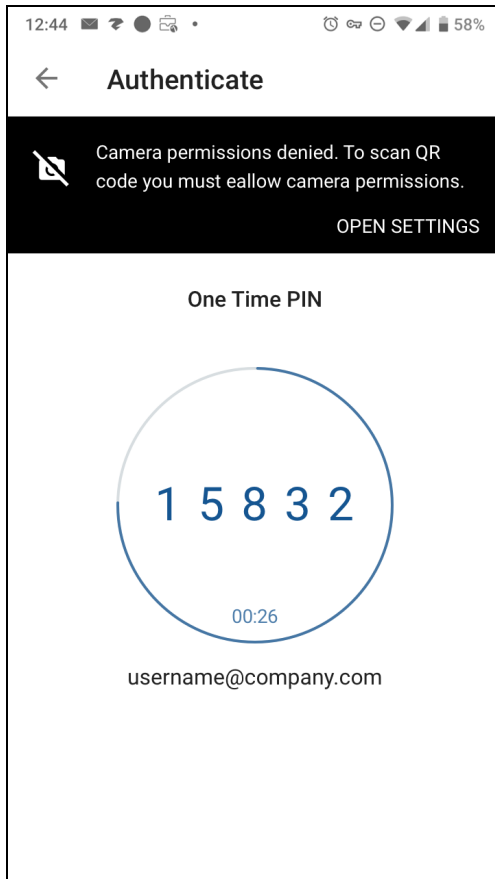 12:44 58%
Authenticate
Camera permissions denied. To scan QR
code you must eallow camera permissions.
OPEN SETTINGS
One Time PIN
1 5 8 3 2
00:26
username@company.com